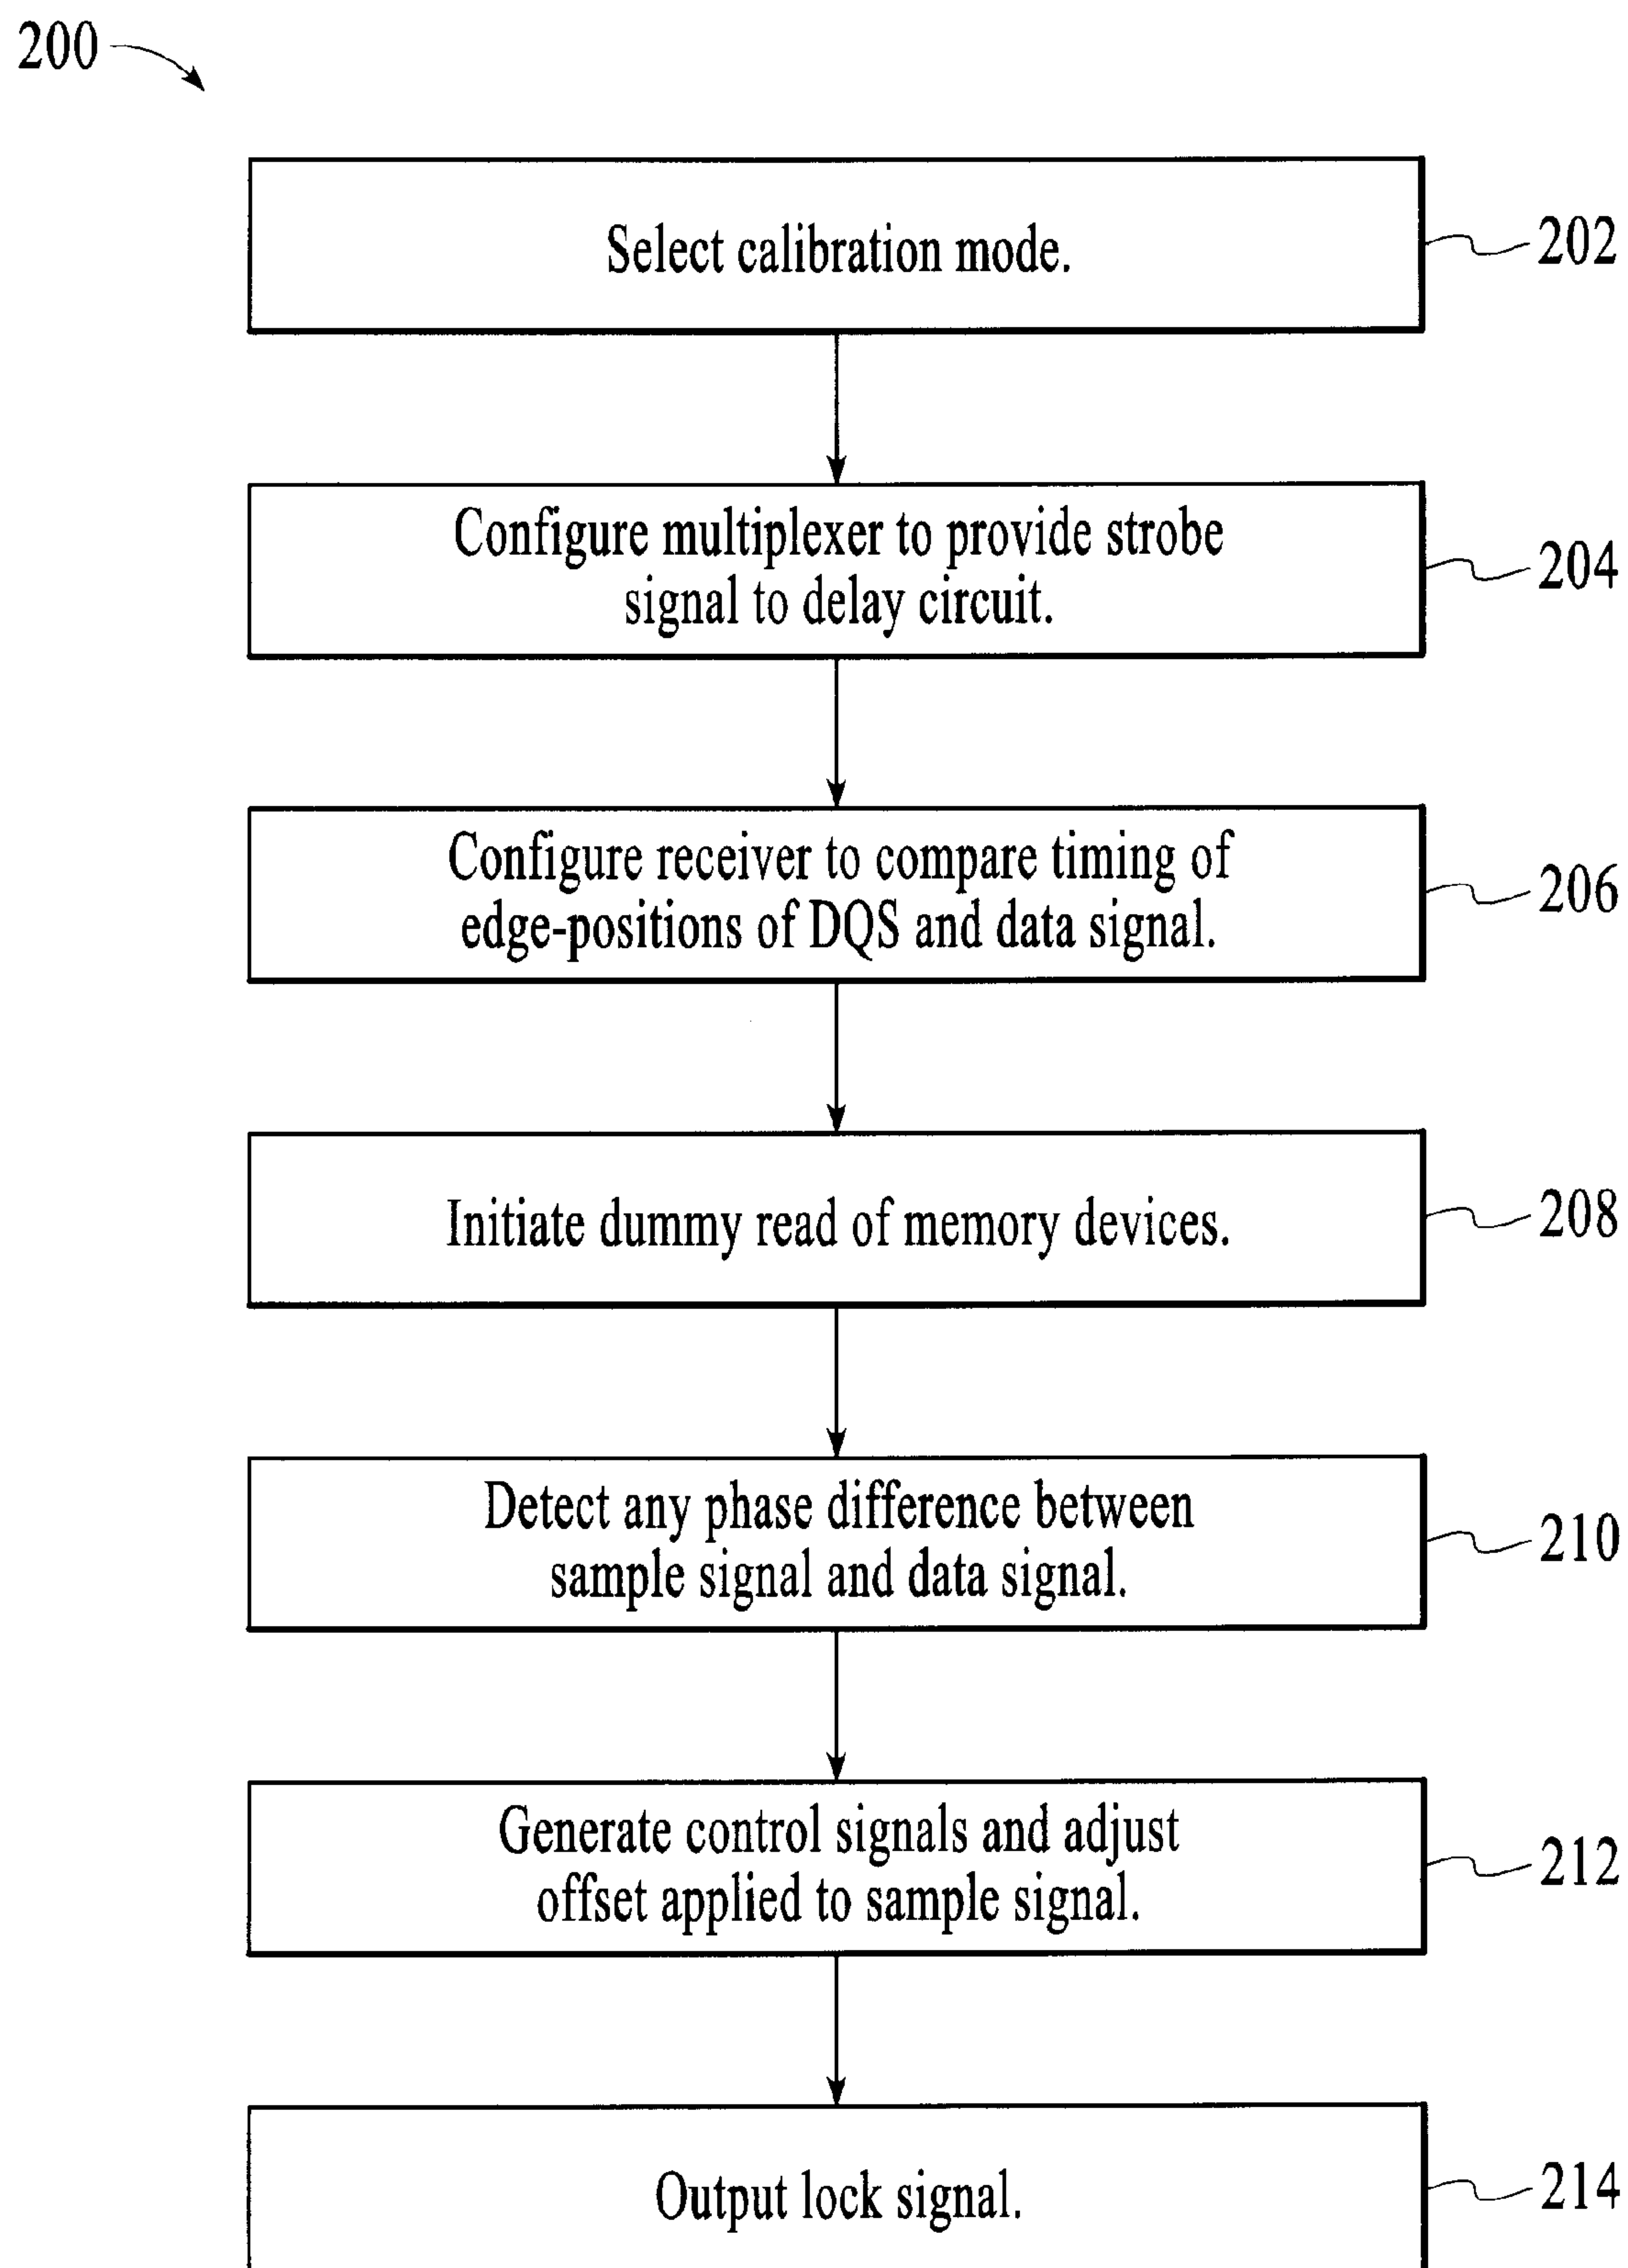 200
Select calibration mode.
202
Configure multiplexer to provide strobe
signal to delay circuit.
204
Configure receiver to compare timing of
edge-positions of DQS and data signal.
206
Initiate dummy read of memory devices.
208
Detect any phase difference between
sample signal and data signal.
210
Generate control signals and adjust
offset applied to sample signal.
212
Output lock signal.
214